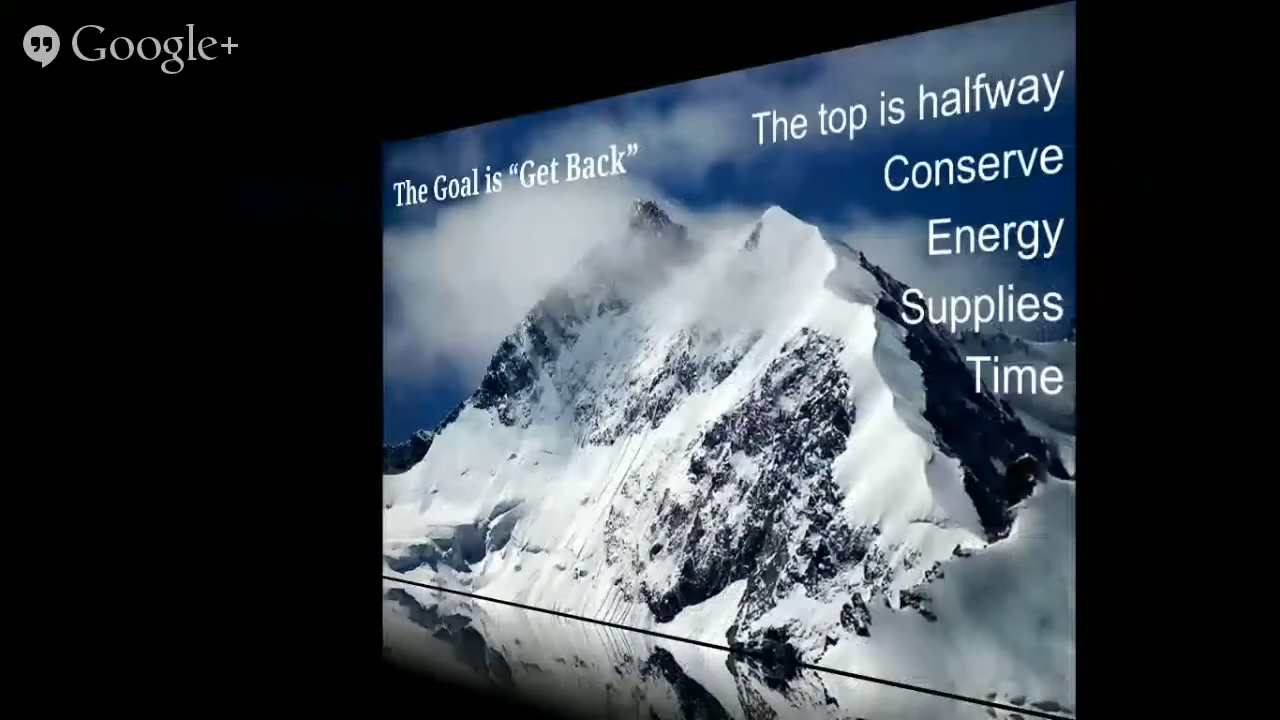 Google+
The Goal is “Get Back”
The top is halfway
Conserve
Energy
Supplies
Time